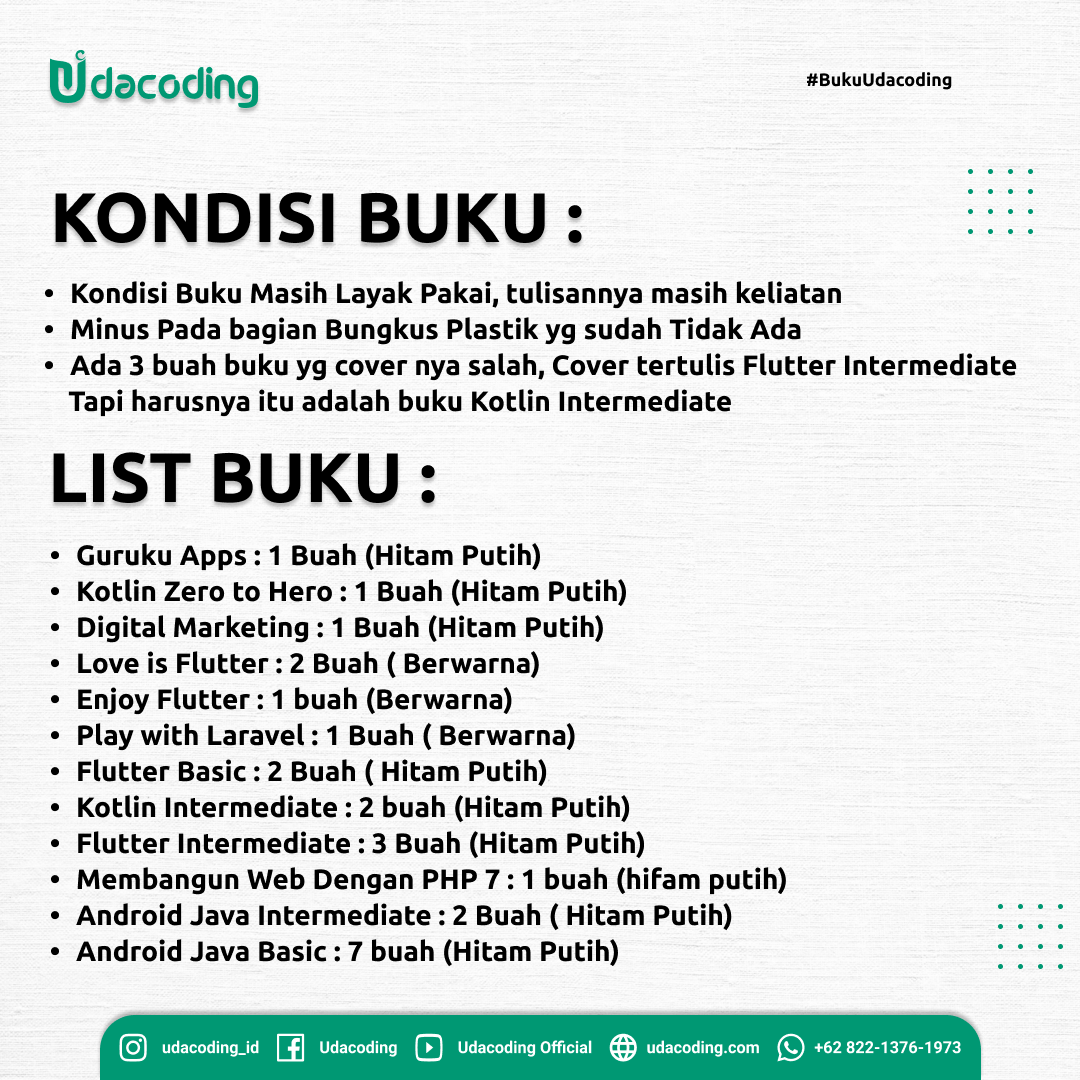 Udacoding
#BukuUdacoding
KONDISI BUKU :
• Kondisi Buku Masih Layak Pakai, tulisannya masih keliatan
• Minus Pada bagian Bungkus Plastik yg sudah Tidak Ada
• Ada 3 buah buku yg cover nya salah, Cover tertulis Flutter Intermediate
Tapi harusnya itu adalah buku Kotlin Intermediate
LIST BUKU :
• Guruku Apps : 1 Buah (Hitam Putih)
• Kotlin Zero to Hero : 1 Buah (Hitam Putih)
• Digital Marketing : 1 Buah (Hitam Putih)
• Love is Flutter : 2 Buah ( Berwarna)
• Enjoy Flutter : 1 buah (Berwarna)
• Play with Laravel : 1 Buah ( Berwarna)
• Flutter Basic : 2 Buah ( Hitam Putih)
• Kotlin Intermediate : 2 buah (Hitam Putih)
• Flutter Intermediate : 3 Buah (Hitam Putih)
• Membangun Web Dengan PHP 7 : 1 buah (hifam putih)
• Android Java Intermediate : 2 Buah ( Hitam Putih)
• Android Java Basic : 7 buah (Hitam Putih)
udacoding_id Udacoding Udacoding Official udacoding.com +62 822-1376-1973